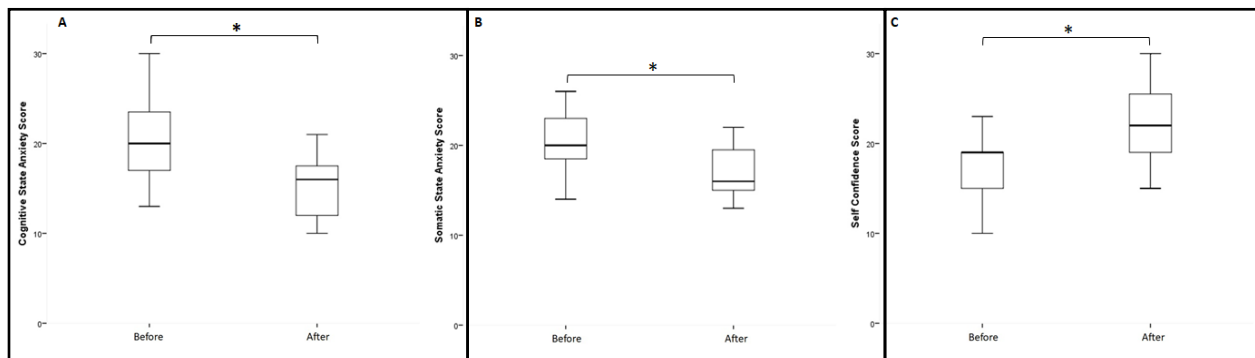 A
*
Cognitive State Anxiety Score
30
20
10
0
Before
After
B
*
Somatic State Anxiety Score
30
20
10
0
Before
After
C
*
Self Confidence Score
30
20
10
0
Before
After